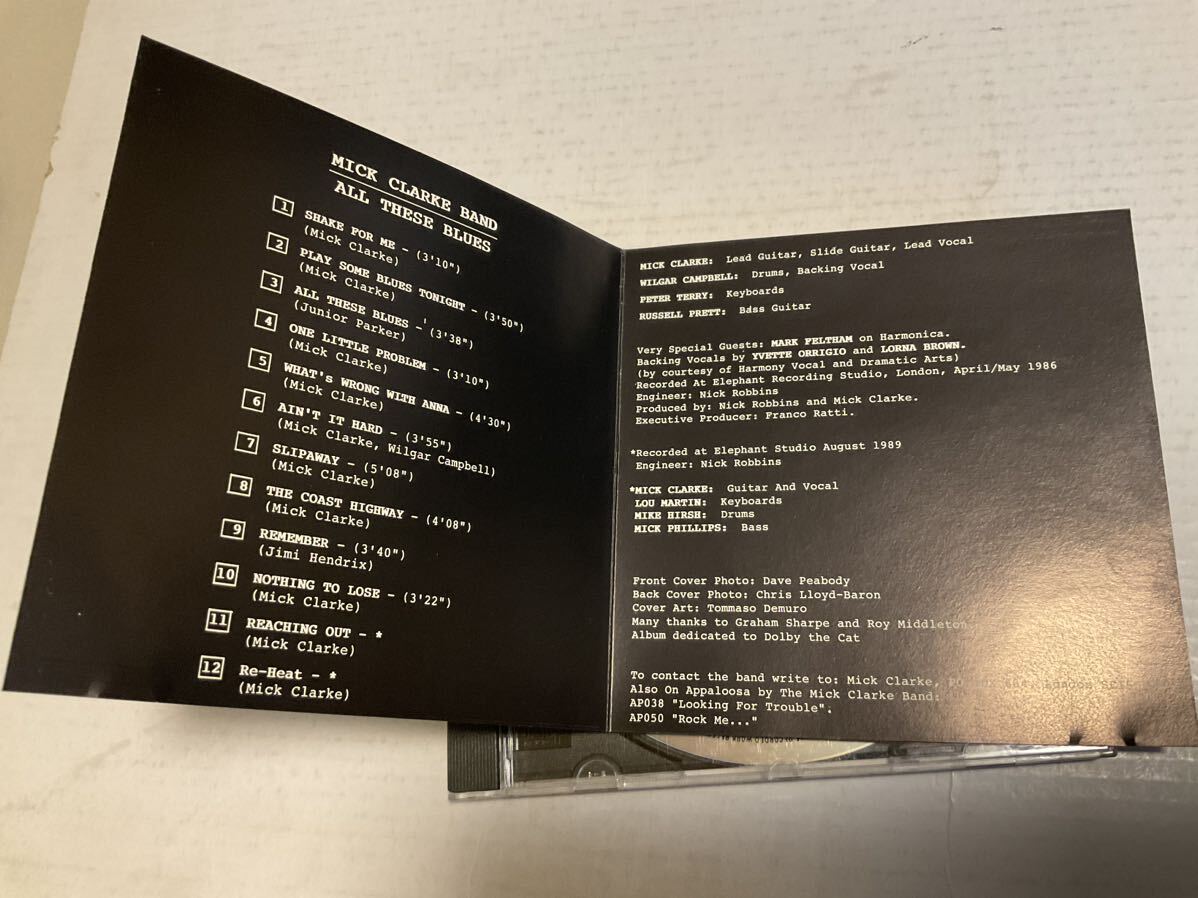 MICK CLARKE BAND
ALL THESE BLUES
1 SHAKE FOR ME - (3'10")
(Mick Clarke)
2 PLAY SOME BLUES TONIGHT - (3'50")
(Mick Clarke)
3 ALL THESE BLUES - (3'38")
(Junior Parker)
4 ONE LITTLE PROBLEM - (3'10")
(Mick Clarke)
5 WHAT's WRONG WITH ANNA - (4'30")
(Mick Clarke)
6 AIN'T IT HARD - (3'55")
(Mick Clarke, Wilgar Campbell)
7 SLIPAWAY - (5'08")
(Mick Clarke)
8 THE COAST HIGHWAY - (4'08")
(Mick Clarke)
9 REMEMBER - (3'40")
(Jimi Hendrix)
10 NOTHING TO LOSE - (3'22")
(Mick Clarke)
11 REACHING OUT - *
(Mick Clarke)
12 Re-Heat - *
(Mick Clarke)
MICK CLARKE: Lead Guitar, Slide Guitar, Lead Vocal
WILGAR CAMPBELL: Drums, Backing Vocal
PETER TERRY: Keyboards
RUSSELL PRETT: Bass Guitar
Very Special Guests: MARK FELTHAM on Harmonica.
Backing Vocals by YVETTE ORRIGIO and LORNA BROWN.
(by courtesy of Harmony Vocal and Dramatic Arts)
Recorded At Elephant Recording Studio, London, April/May 1986
Engineer: Nick Robbins
Produced by: Nick Robbins and Mick Clarke.
Executive Producer: Franco Ratti.
*Recorded at Elephant Studio August 1989
Engineer: Nick Robbins
*MICK CLARKE: Guitar And Vocal
LOU MARTIN: Keyboards
MIKE HIRSH: Drums
MICK PHILLIPS: Bass
Front Cover Photo: Dave Peabody
Back Cover Photo: Chris Lloyd-Baron
Cover Art: Tommaso Demuro
Many thanks to Graham Sharpe and Roy Middleton.
Album dedicated to Dolby the Cat
To contact the band write to: Mick Clarke, PO
Also On Appaloosa by The Mick Clarke Band:
AP038 "Looking For Trouble".
AP050 "Rock Me..."